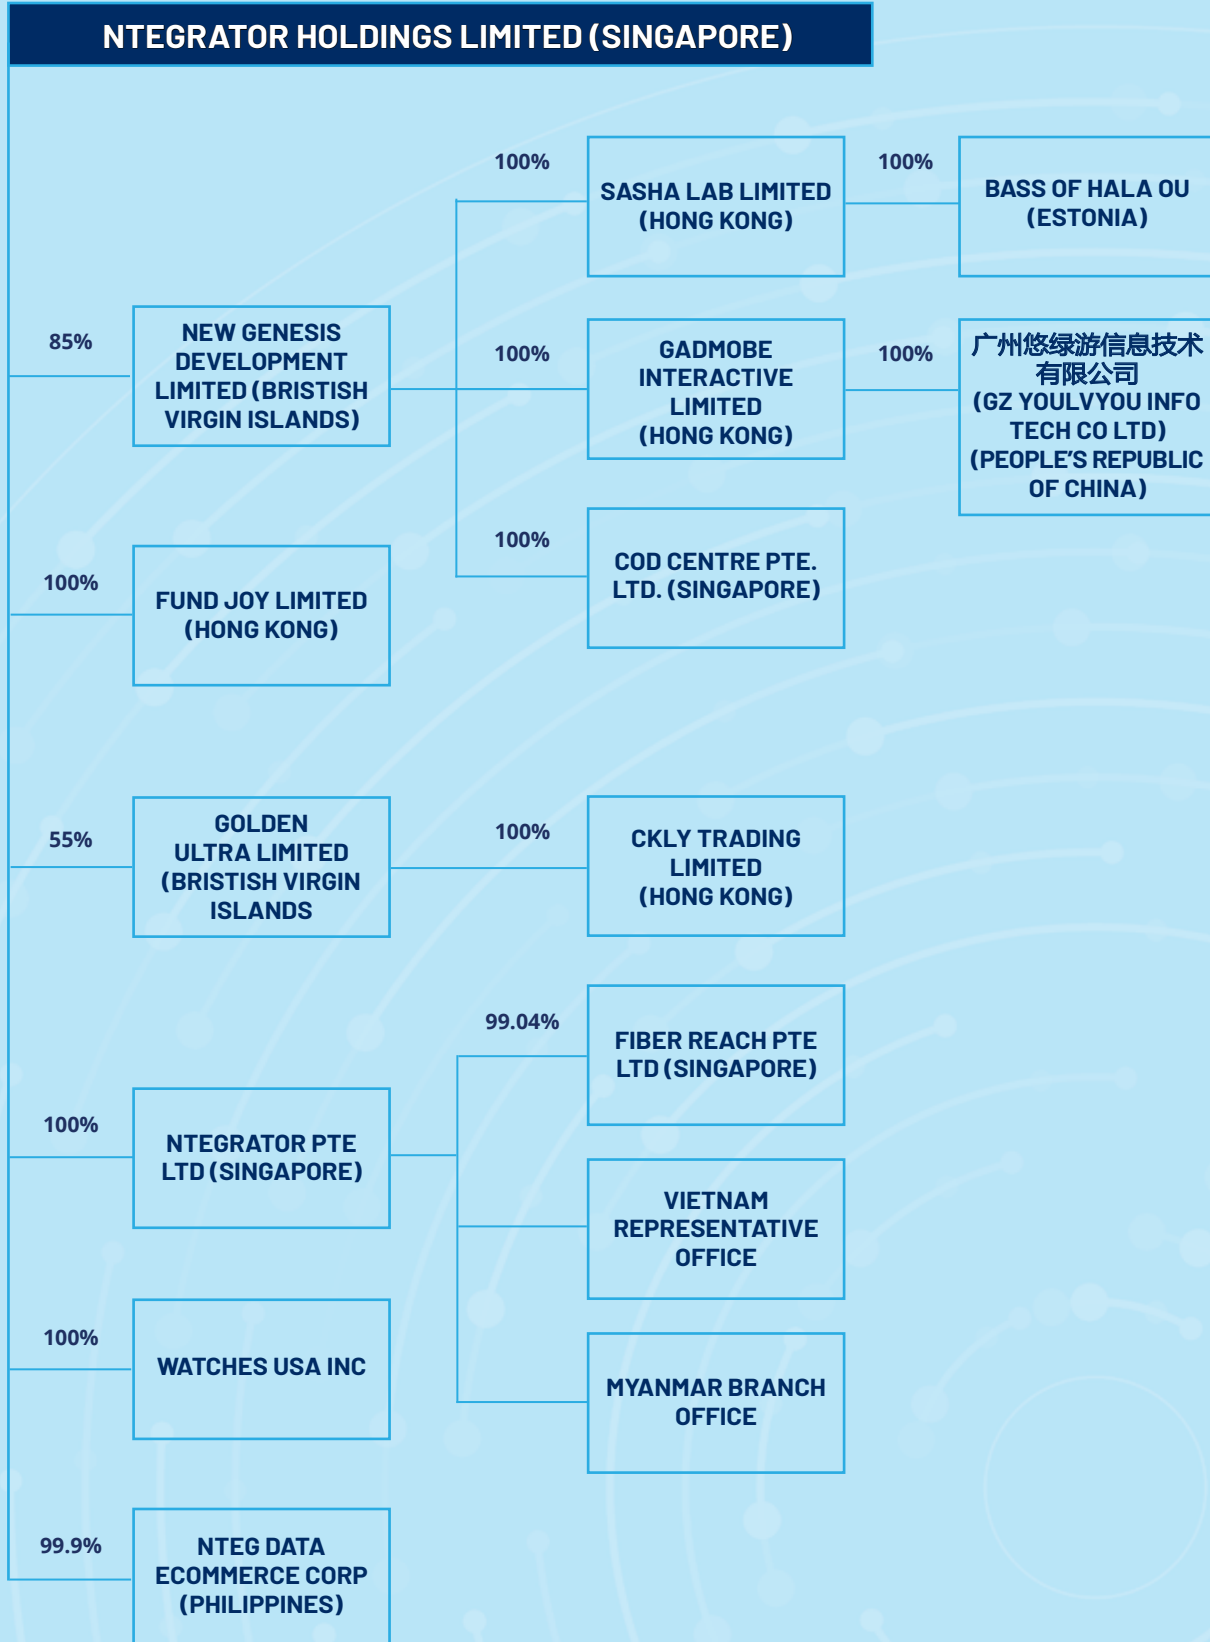 NTEGRATOR HOLDINGS LIMITED (SINGAPORE)
100%
SASHA LAB LIMITED
(HONG KONG)
100%
BASS OF HALA OU
(ESTONIA)
85%
NEW GENESIS
DEVELOPMENT
LIMITED (BRISTISH
VIRGIN ISLANDS)
100%
GADMOBE
INTERACTIVE
LIMITED
(HONG KONG)
100%
广州悠绿游信息技术
有限公司
(GZ YOULVYOU INFO
TECH CO LTD)
(PEOPLE’S REPUBLIC
OF CHINA)
100%
COD CENTRE PTE.
LTD. (SINGAPORE)
100%
FUND JOY LIMITED
(HONG KONG)
55%
GOLDEN
ULTRA LIMITED
(BRISTISH VIRGIN
ISLANDS
100%
CKLY TRADING
LIMITED
(HONG KONG)
100%
NTEGRATOR PTE
LTD (SINGAPORE)
99.04%
FIBER REACH PTE
LTD (SINGAPORE)
VIETNAM
REPRESENTATIVE
OFFICE
MYANMAR BRANCH
OFFICE
100%
WATCHES USA INC
99.9%
NTEG DATA
ECOMMERCE CORP
(PHILIPPINES)